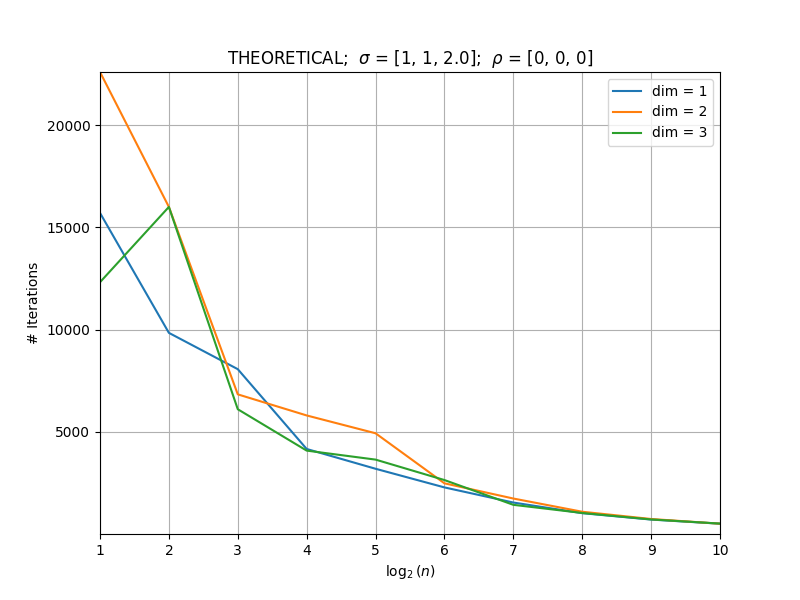 THEORETICAL;  σ = [1, 1, 2.0];  ρ = [0, 0, 0]
dim = 1
dim = 2
dim = 3
# Iterations
20000
15000
10000
5000
1 2 3 4 5 6 7 8 9 10
log₂ (n)